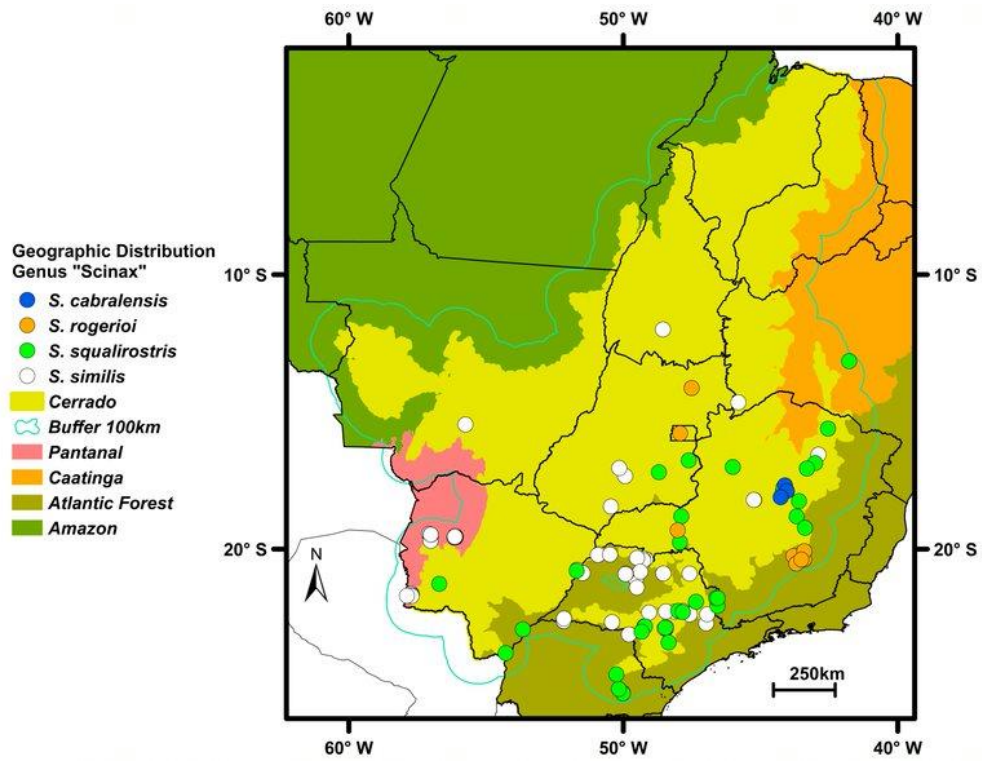 60° W 50° W 40° W
Geographic Distribution
Genus "Scinax"
S. cabralensis
S. rogerioi
S. squalirostris
S. similis
Cerrado
Buffer 100km
Pantanal
Caatinga
Atlantic Forest
Amazon
10° S 10° S
20° S 20° S
N
250km
60° W 50° W 40° W